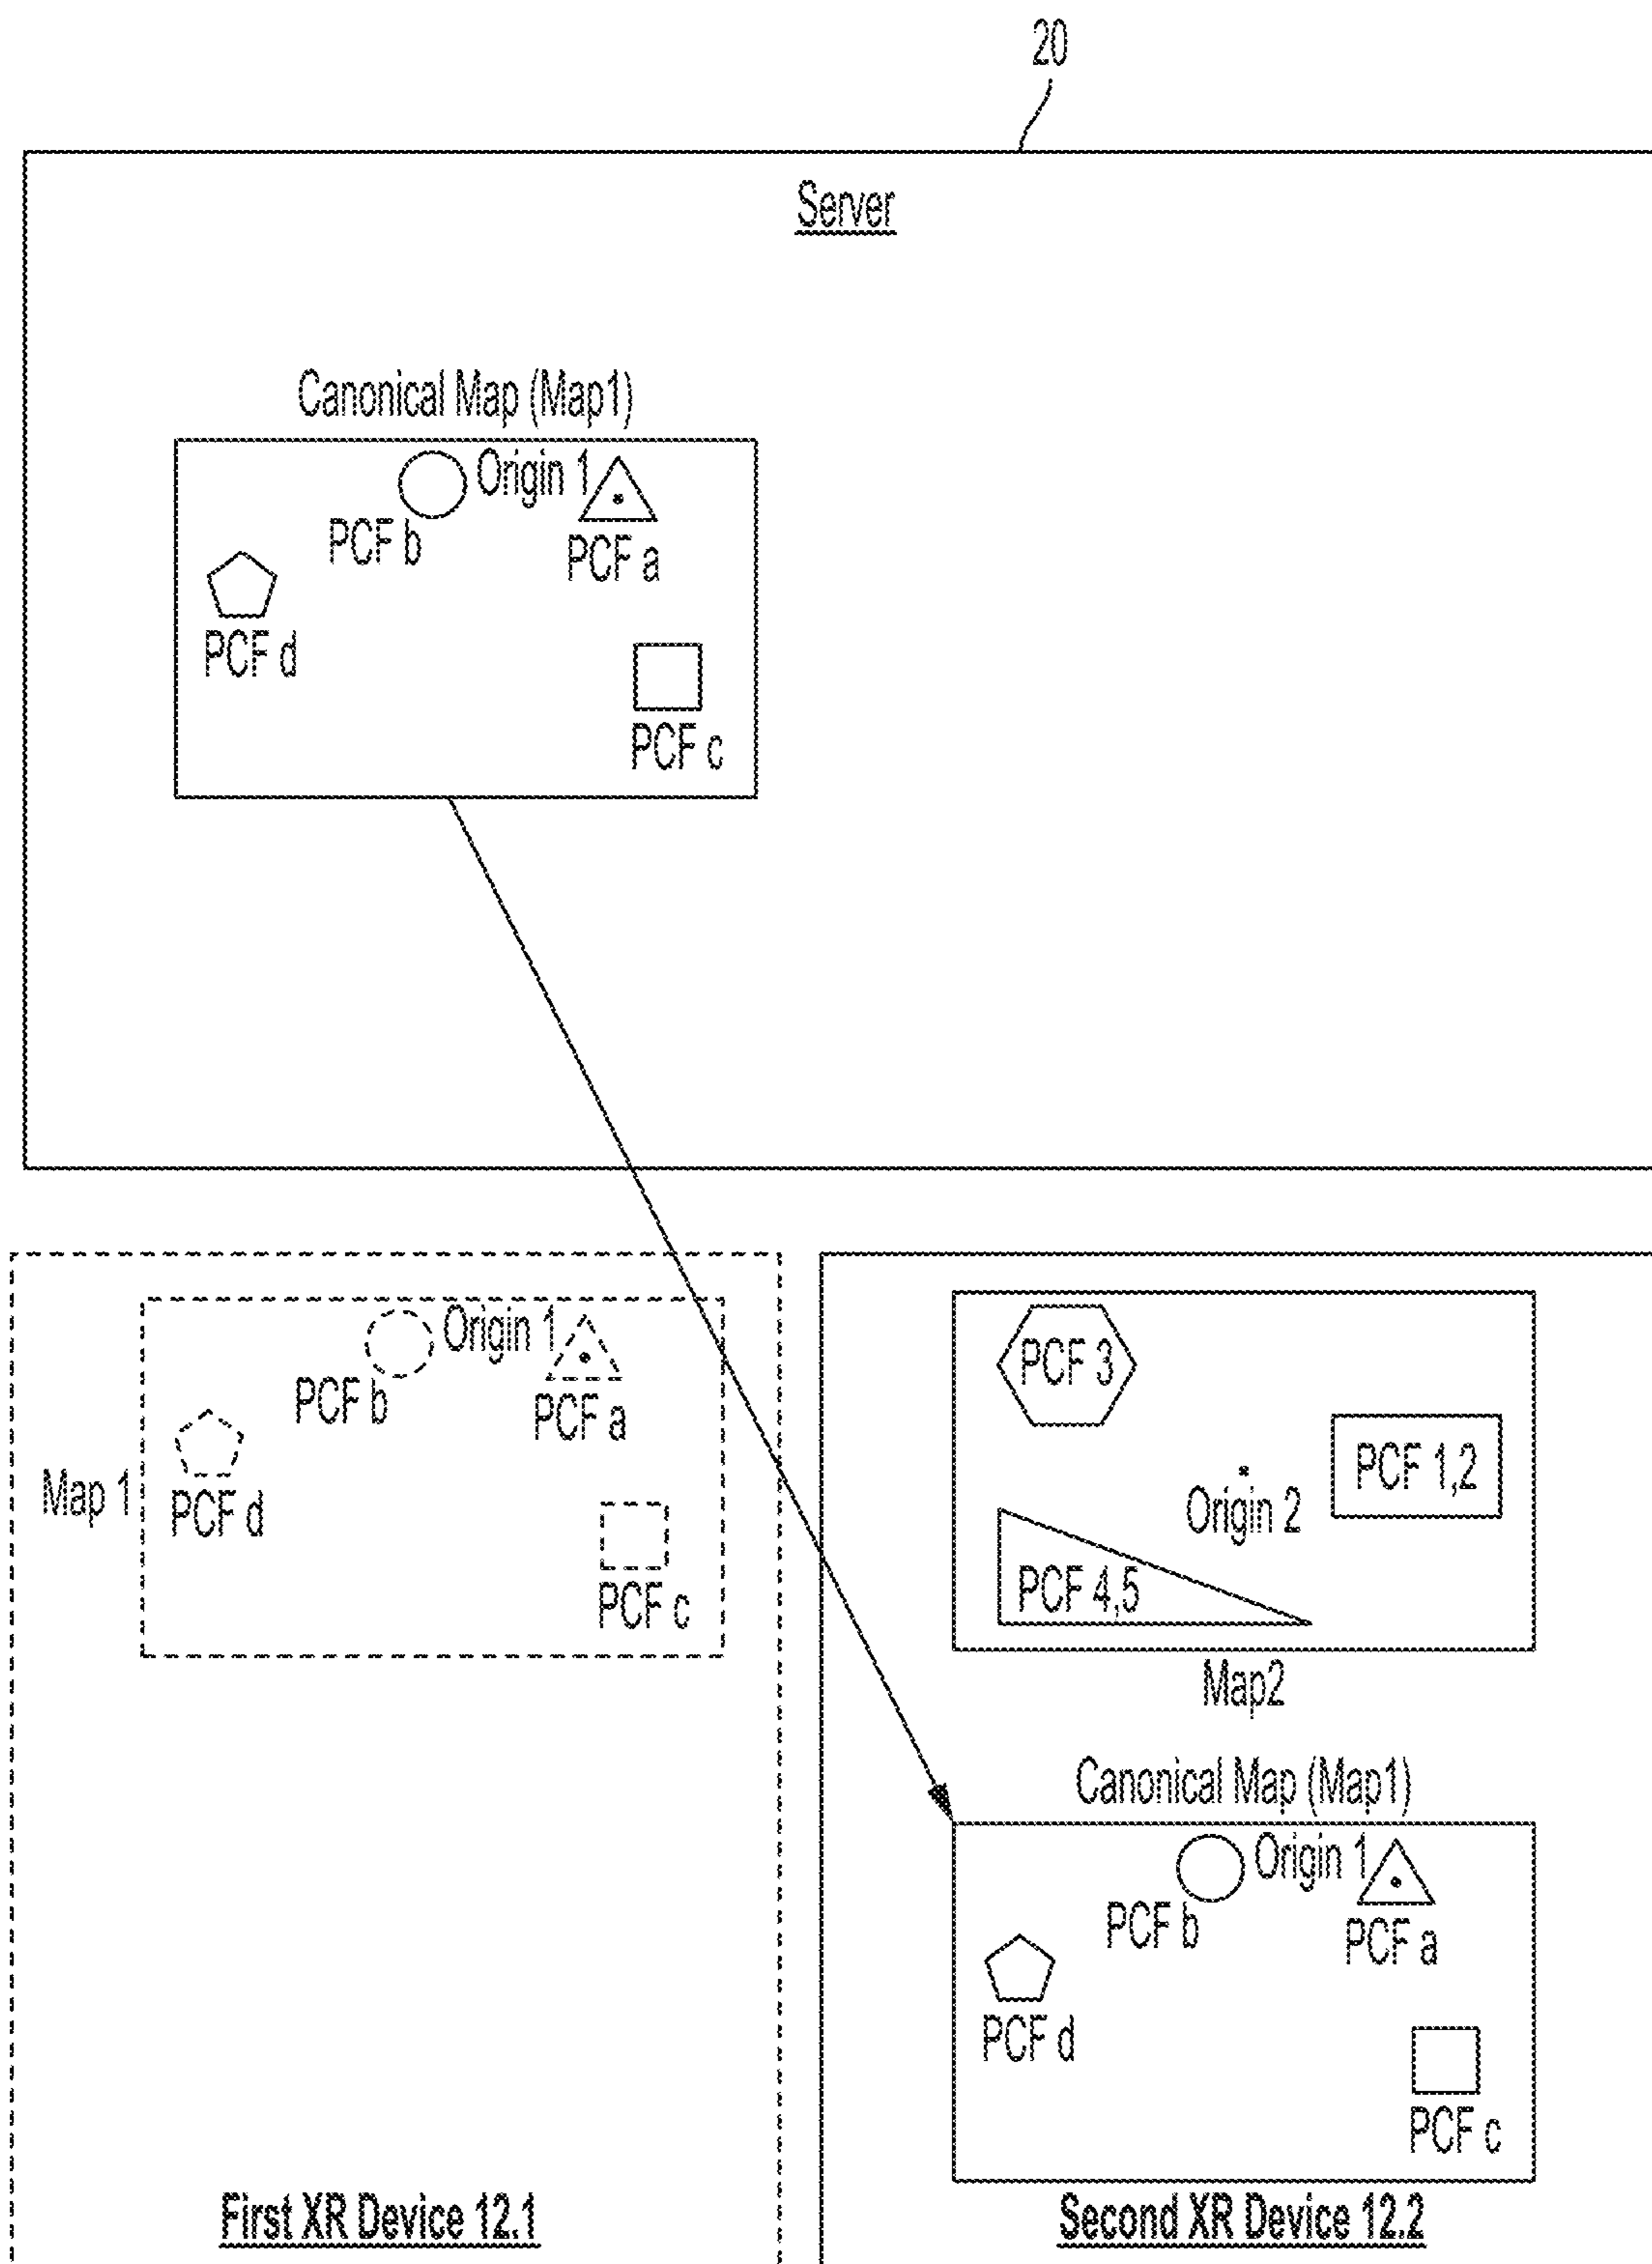 20
Server
Canonical Map (Map1)
Origin 1
PCF b
PCF a
PCF d
PCF c
Origin 1
PCF b
PCF a
Map 1
PCF d
PCF c
First XR Device 12.1
PCF 3
PCF 1,2
Origin 2
PCF 4,5
Map2
Canonical Map (Map1)
Origin 1
PCF b
PCF a
PCF d
PCF c
Second XR Device 12.2